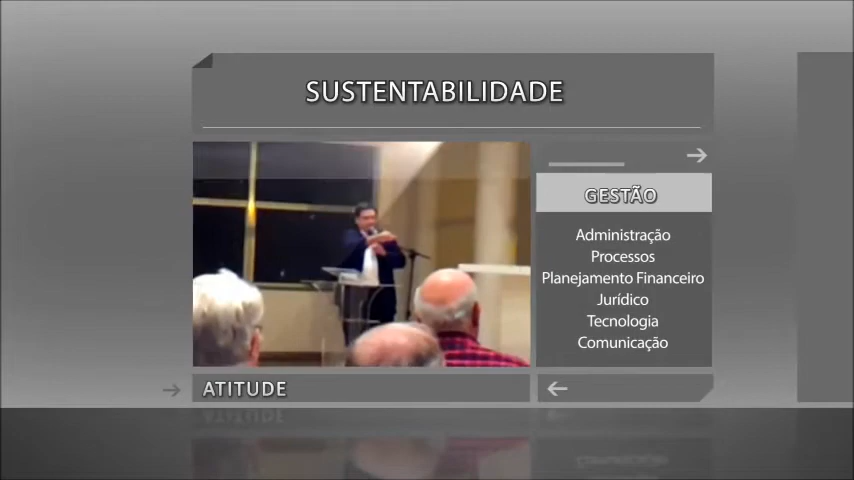 SUSTENTABILIDADE
GESTÃO
Administração
Processos
Planejamento Financeiro
Jurídico
Tecnologia
Comunicação
ATITUDE